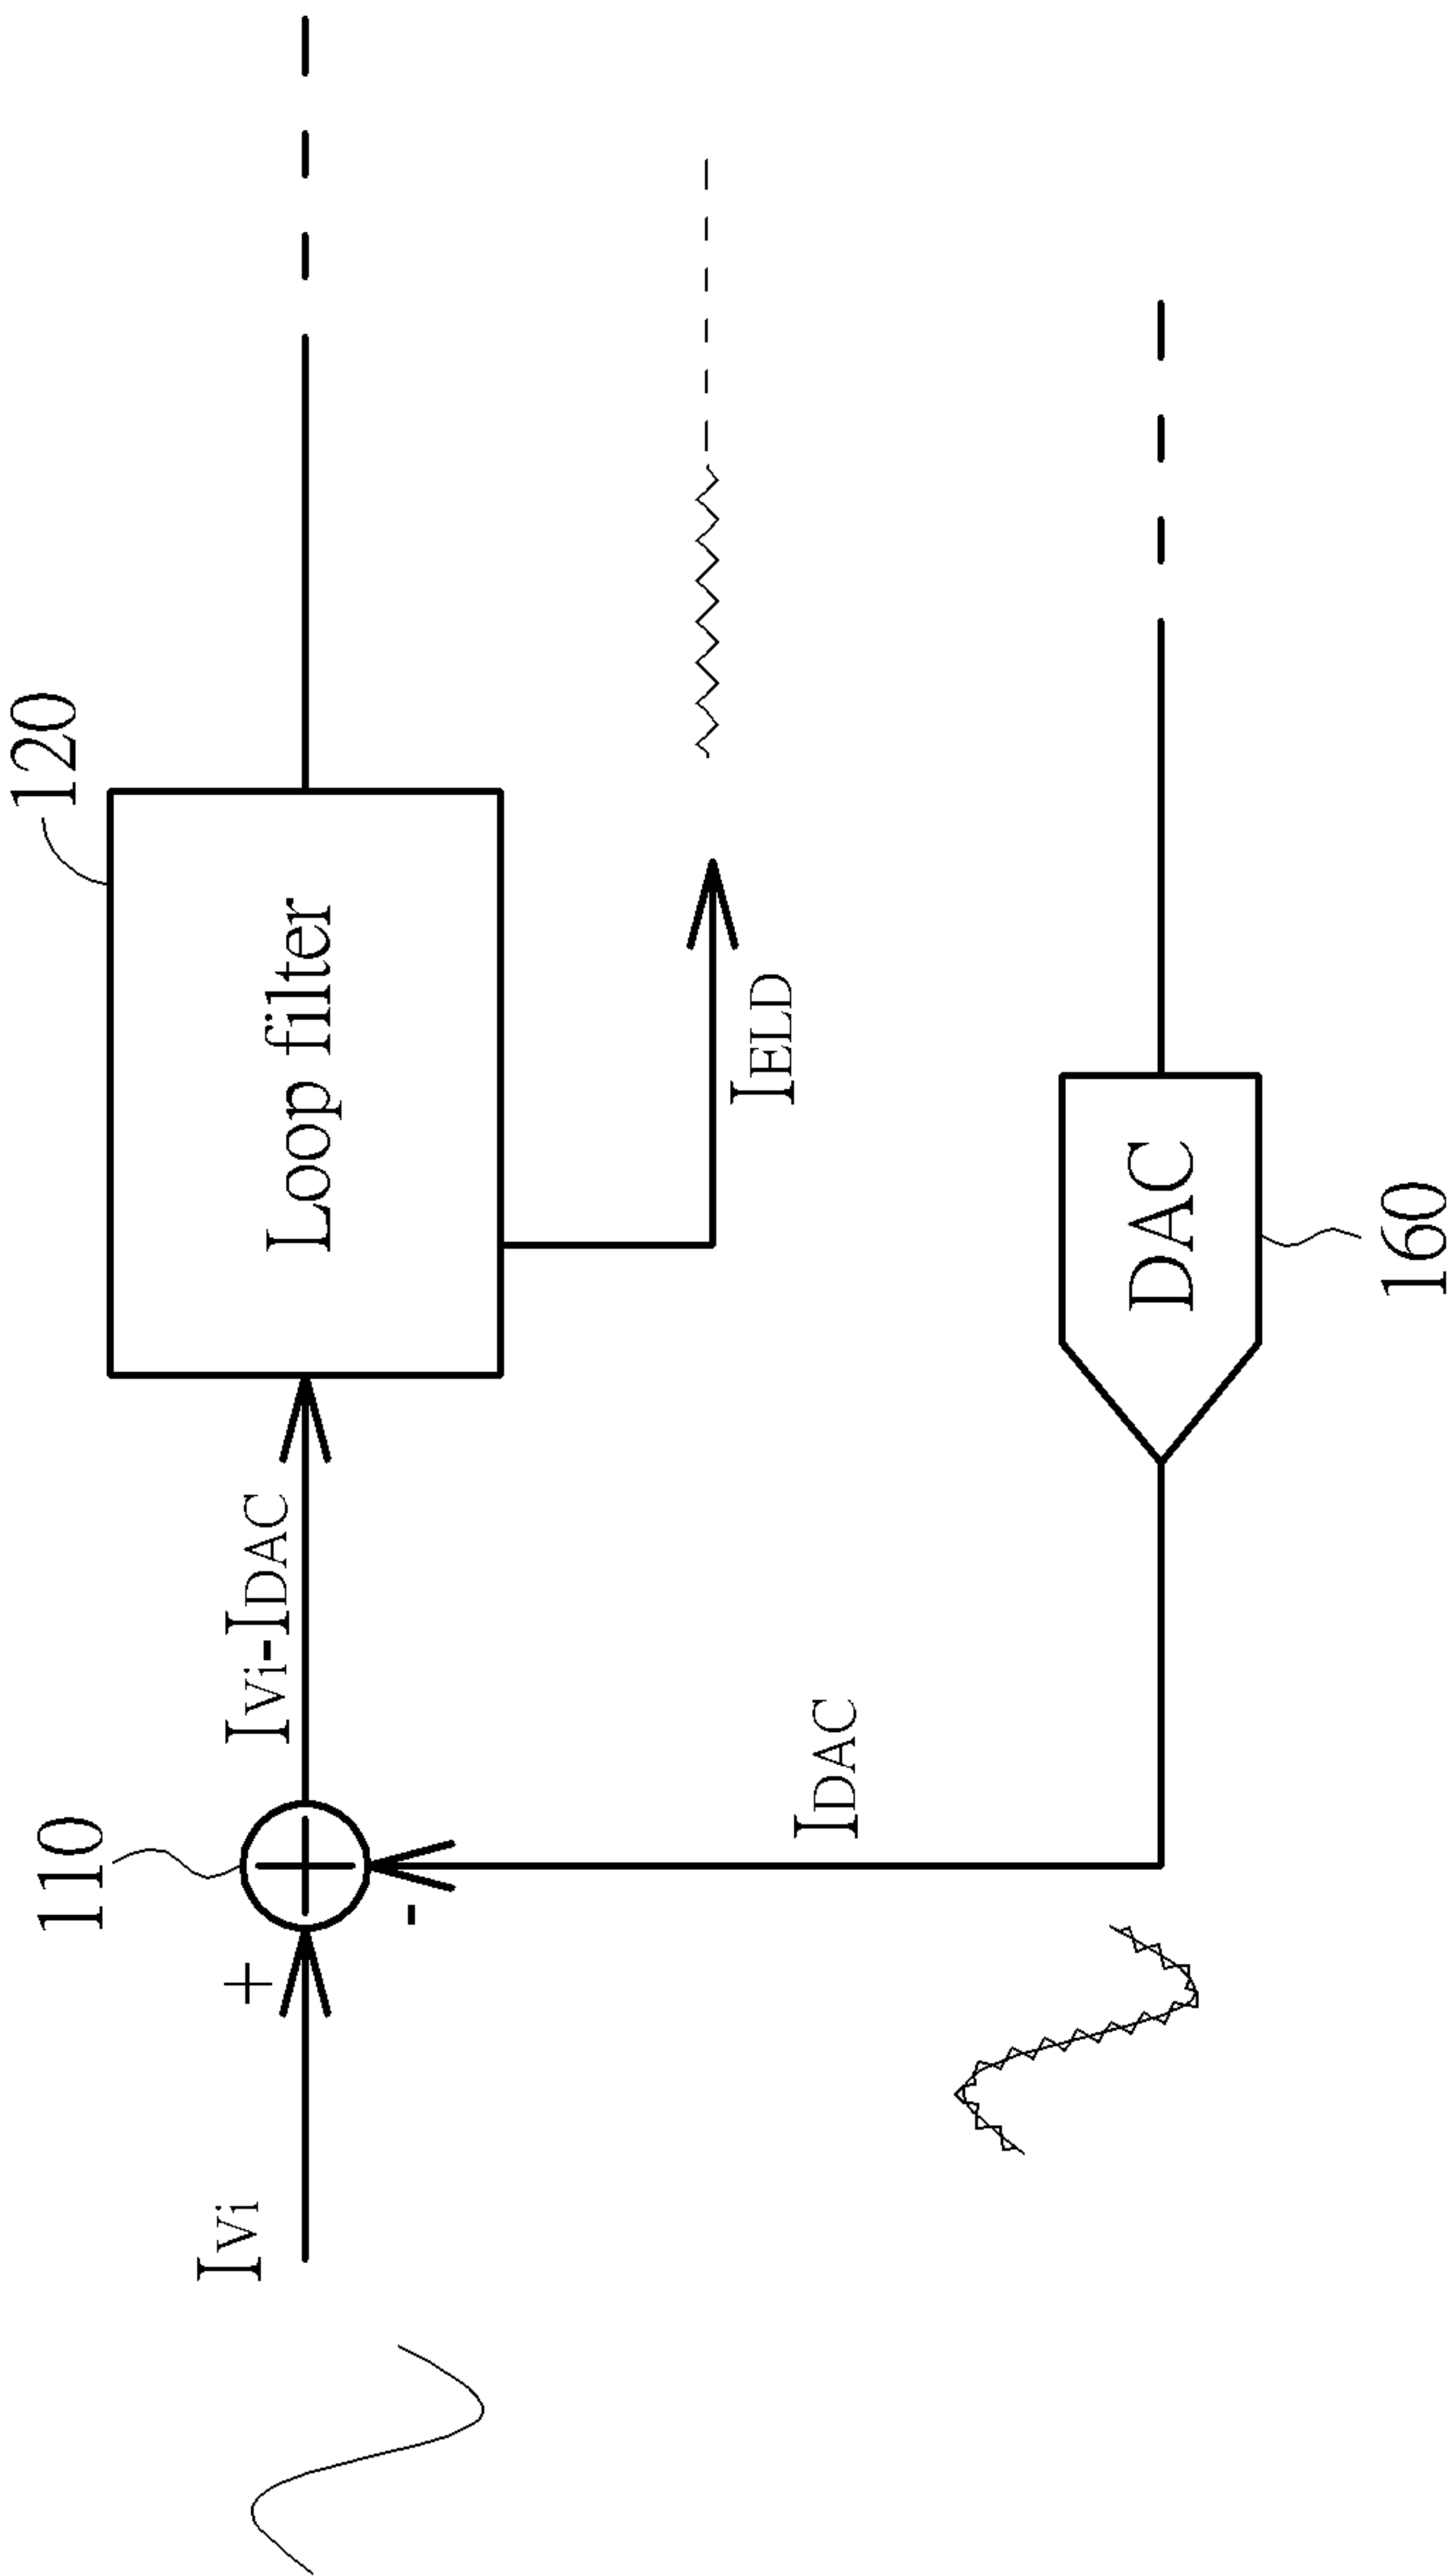 110
120
IVi
+
IVi-IDAC
Loop filter
-
IELD
IDAC
DAC
160